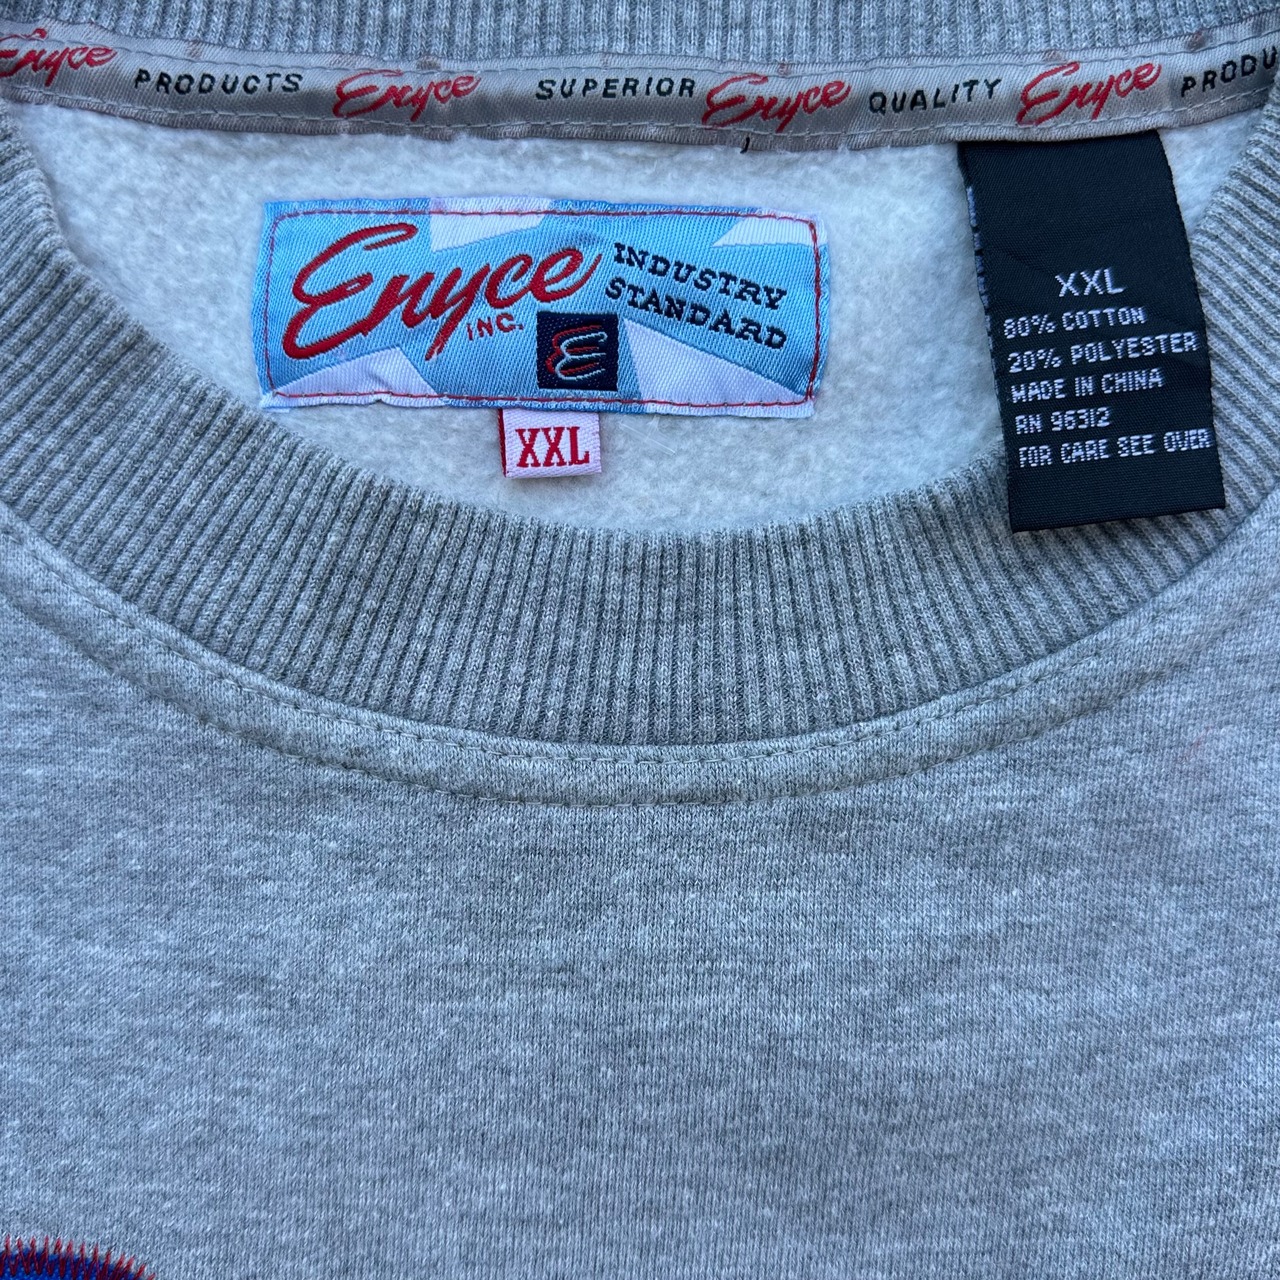 Enyce PRODUCTS Enyce SUPERIOR Enyce QUALITY Enyce PRODU
Enyce INC.
INDUSTRY
STANDARD
E
XXL
XXL
80% COTTON
20% POLYESTER
MADE IN CHINA
RN 96312
FOR CARE SEE OVER